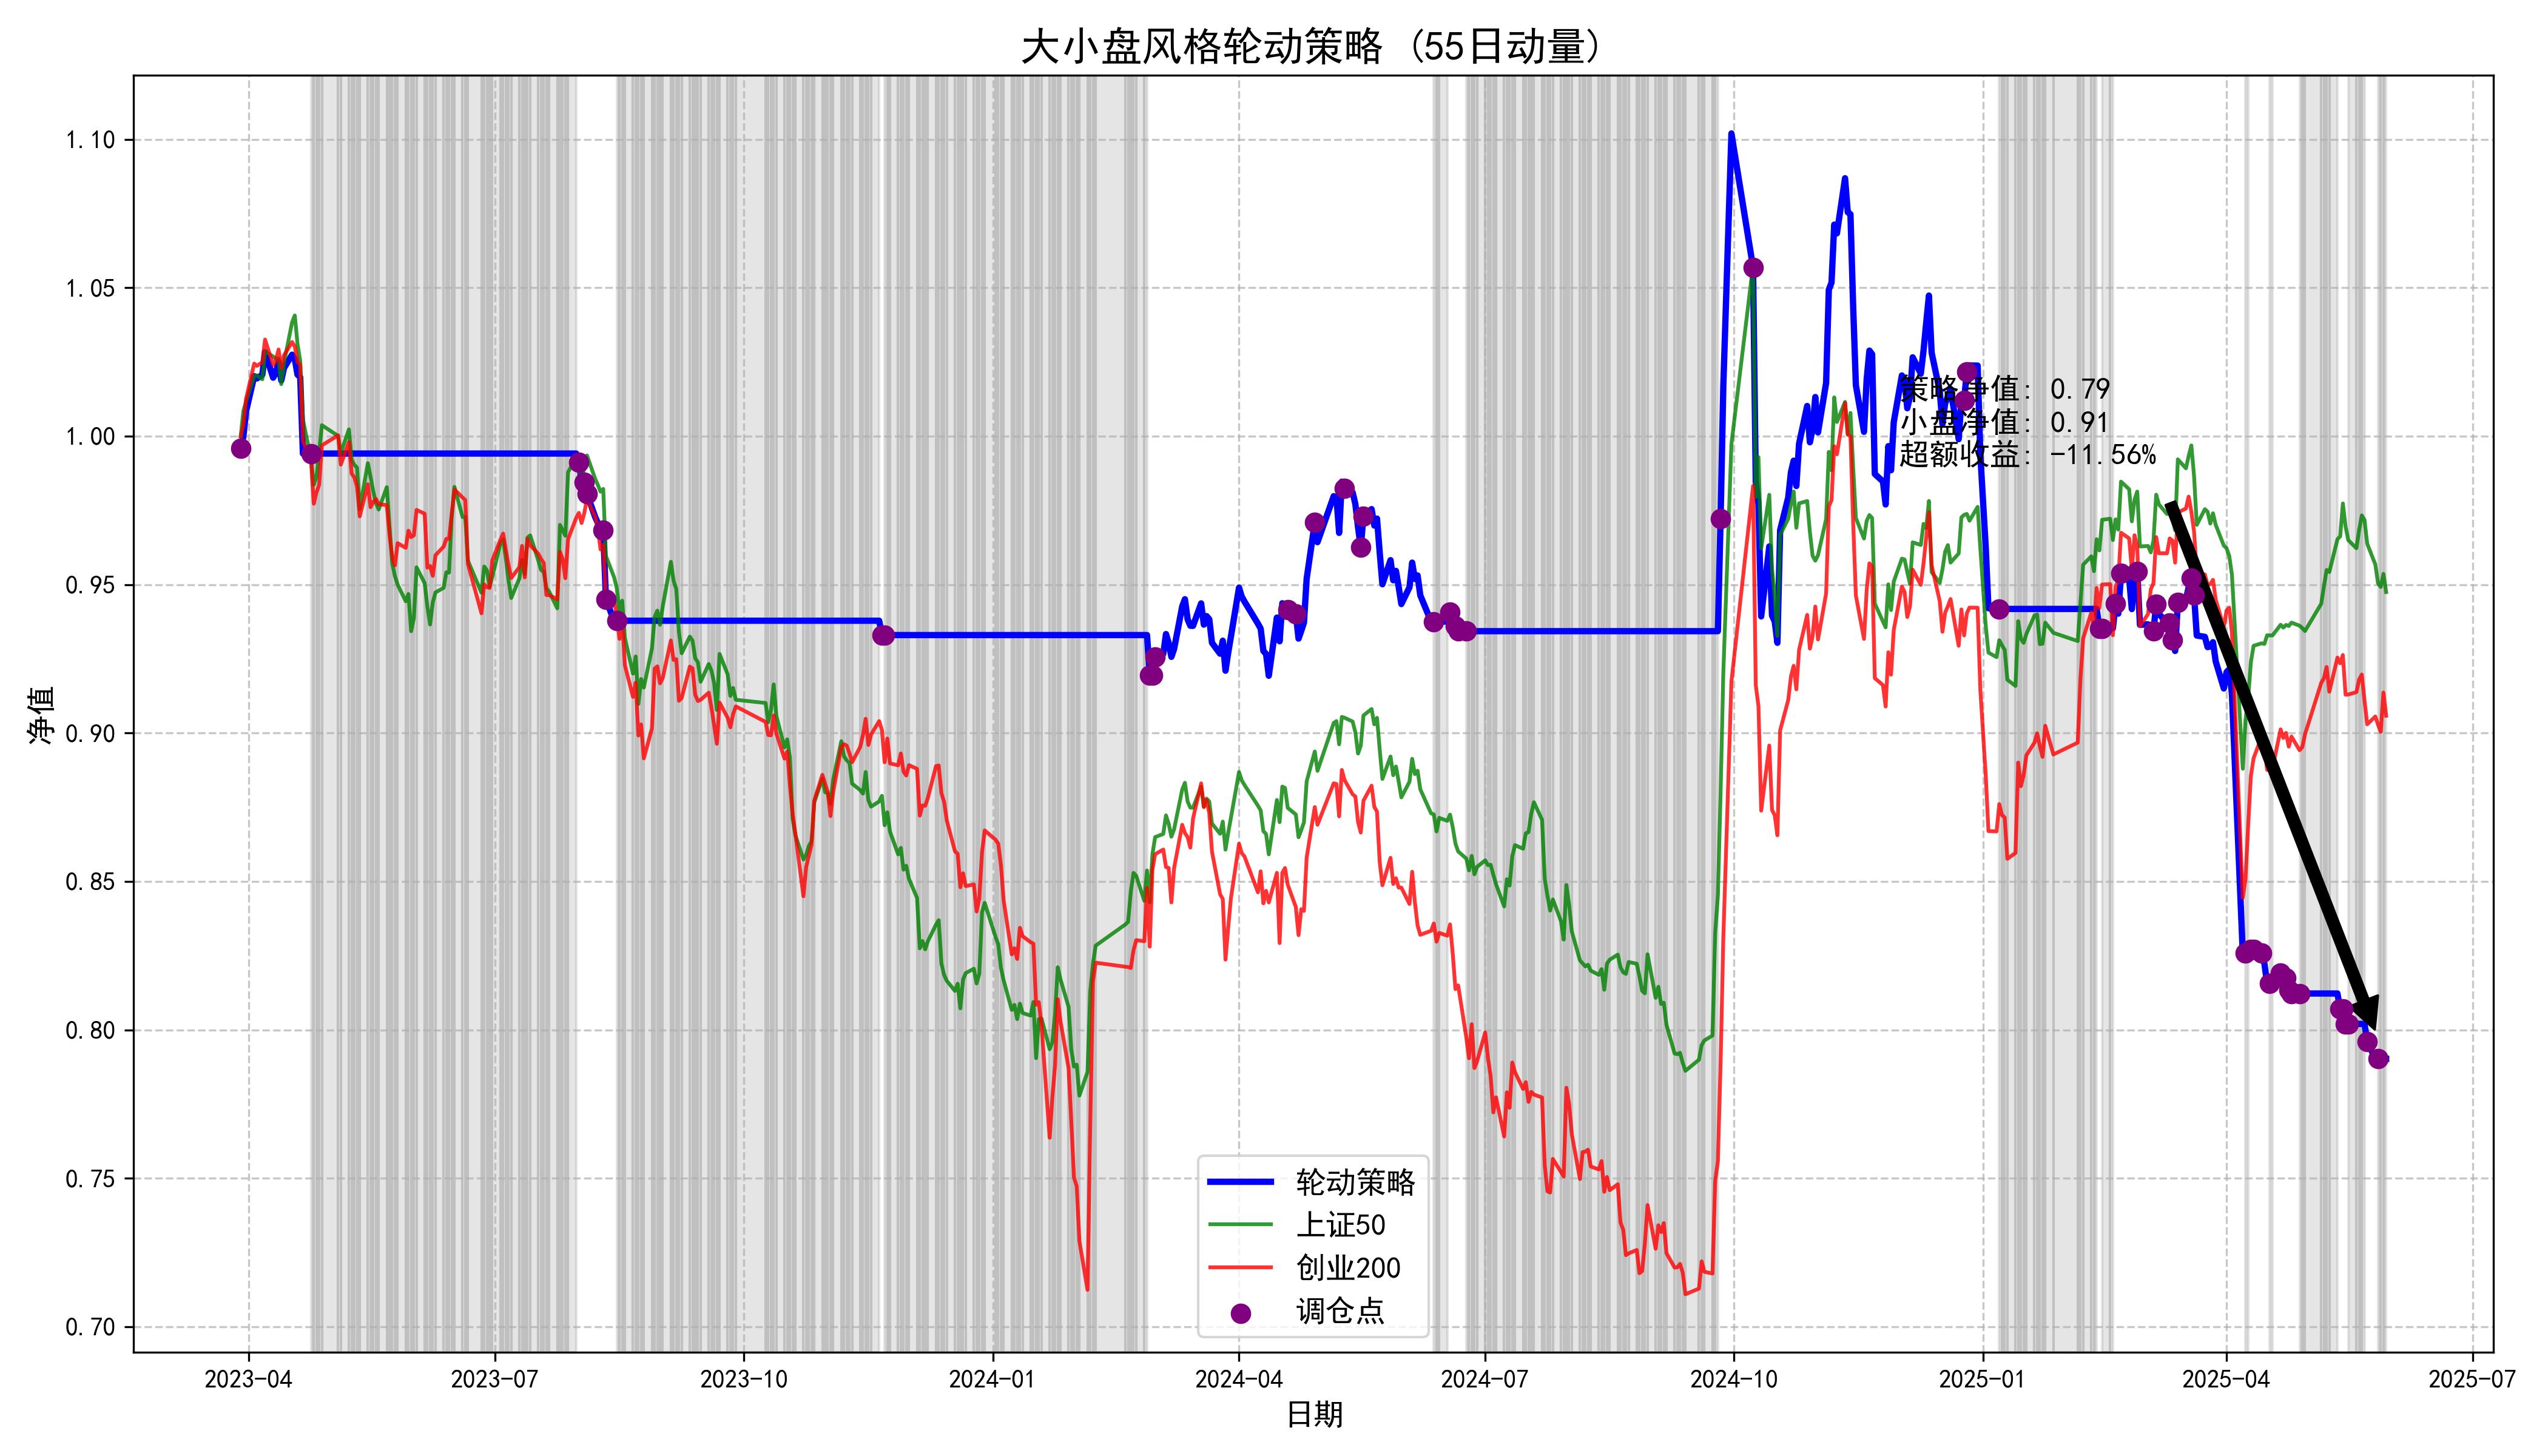 大小盘风格轮动策略 (55日动量)
净值
1.10
1.05
1.00
0.95
0.90
0.85
0.80
0.75
0.70
策略净值: 0.79
小盘净值: 0.91
超额收益: -11.56%
轮动策略
上证50
创业200
调仓点
2023-04
2023-07
2023-10
2024-01
2024-04
2024-07
2024-10
2025-01
2025-04
2025-07
日期